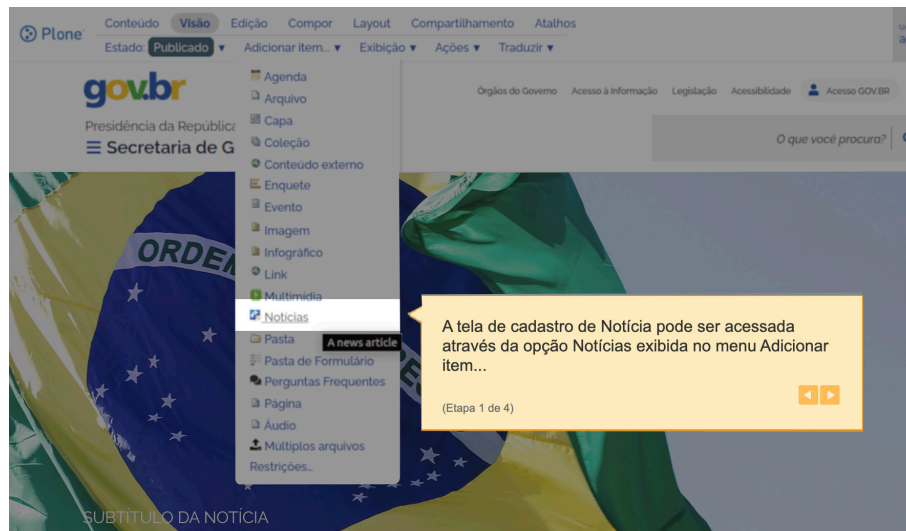 Plone
Conteúdo Visão Edição Compor Layout Compartilhamento Atalhos
Estado: Publicado Adicionar item... Exibição Ações Traduzir
gov.br
Órgãos do Governo Acesso à Informação Legislação Acessibilidade Acesso GOV.BR
Presidência da República
Secretaria de G
O que você procura?
Agenda
Arquivo
Capa
Coleção
Conteúdo externo
Enquete
Evento
Imagem
Infográfico
Link
Multimídia
Notícias
A news article
Pasta
Pasta de Formulário
Perguntas Frequentes
Página
Áudio
Múltiplos arquivos
Restrições...
A tela de cadastro de Notícia pode ser acessada
através da opção Notícias exibida no menu Adicionar
item...
(Etapa 1 de 4)
ORDE
SUBTÍTULO DA NOTÍCIA